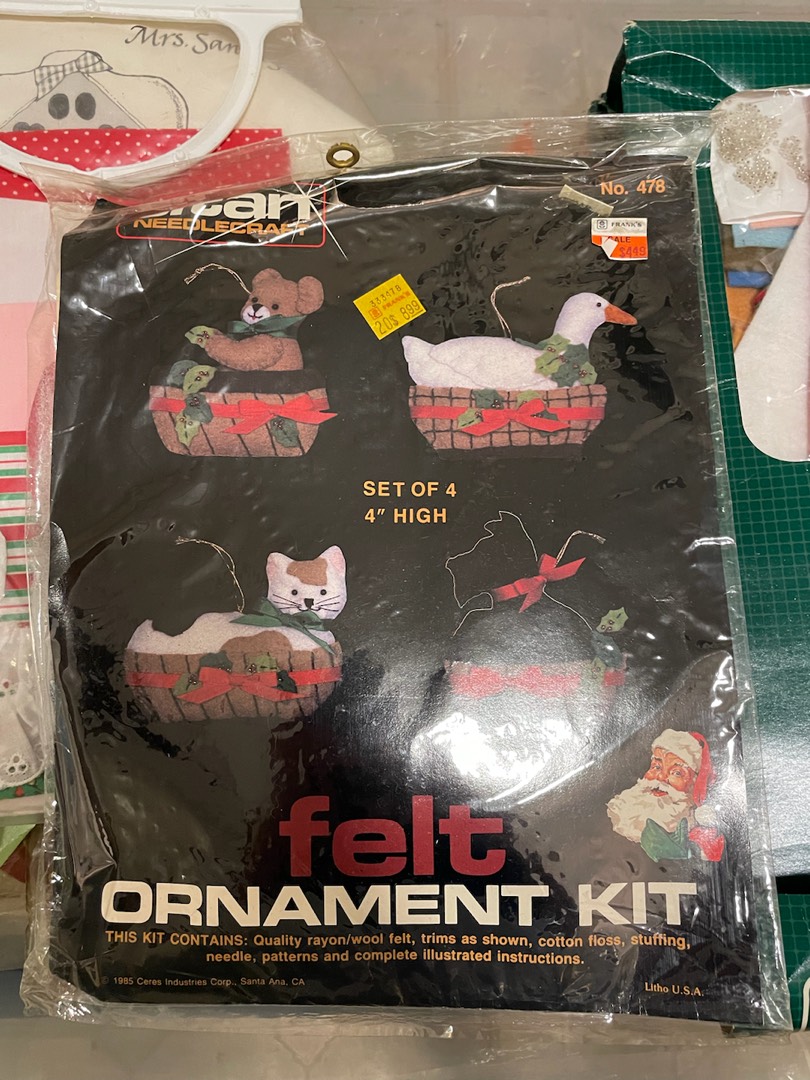 Mrs. San
NEEDLECRAFT
No. 478
FRANK'S
SALE
$4.49
333478
FRANK'S
20$ 899
SET OF 4
4" HIGH
felt
ORNAMENT KIT
THIS KIT CONTAINS: Quality rayon/wool felt, trims as shown, cotton floss, stuffing,
needle, patterns and complete illustrated instructions.
© 1985 Ceres Industries Corp., Santa Ana, CA
Litho U.S.A.